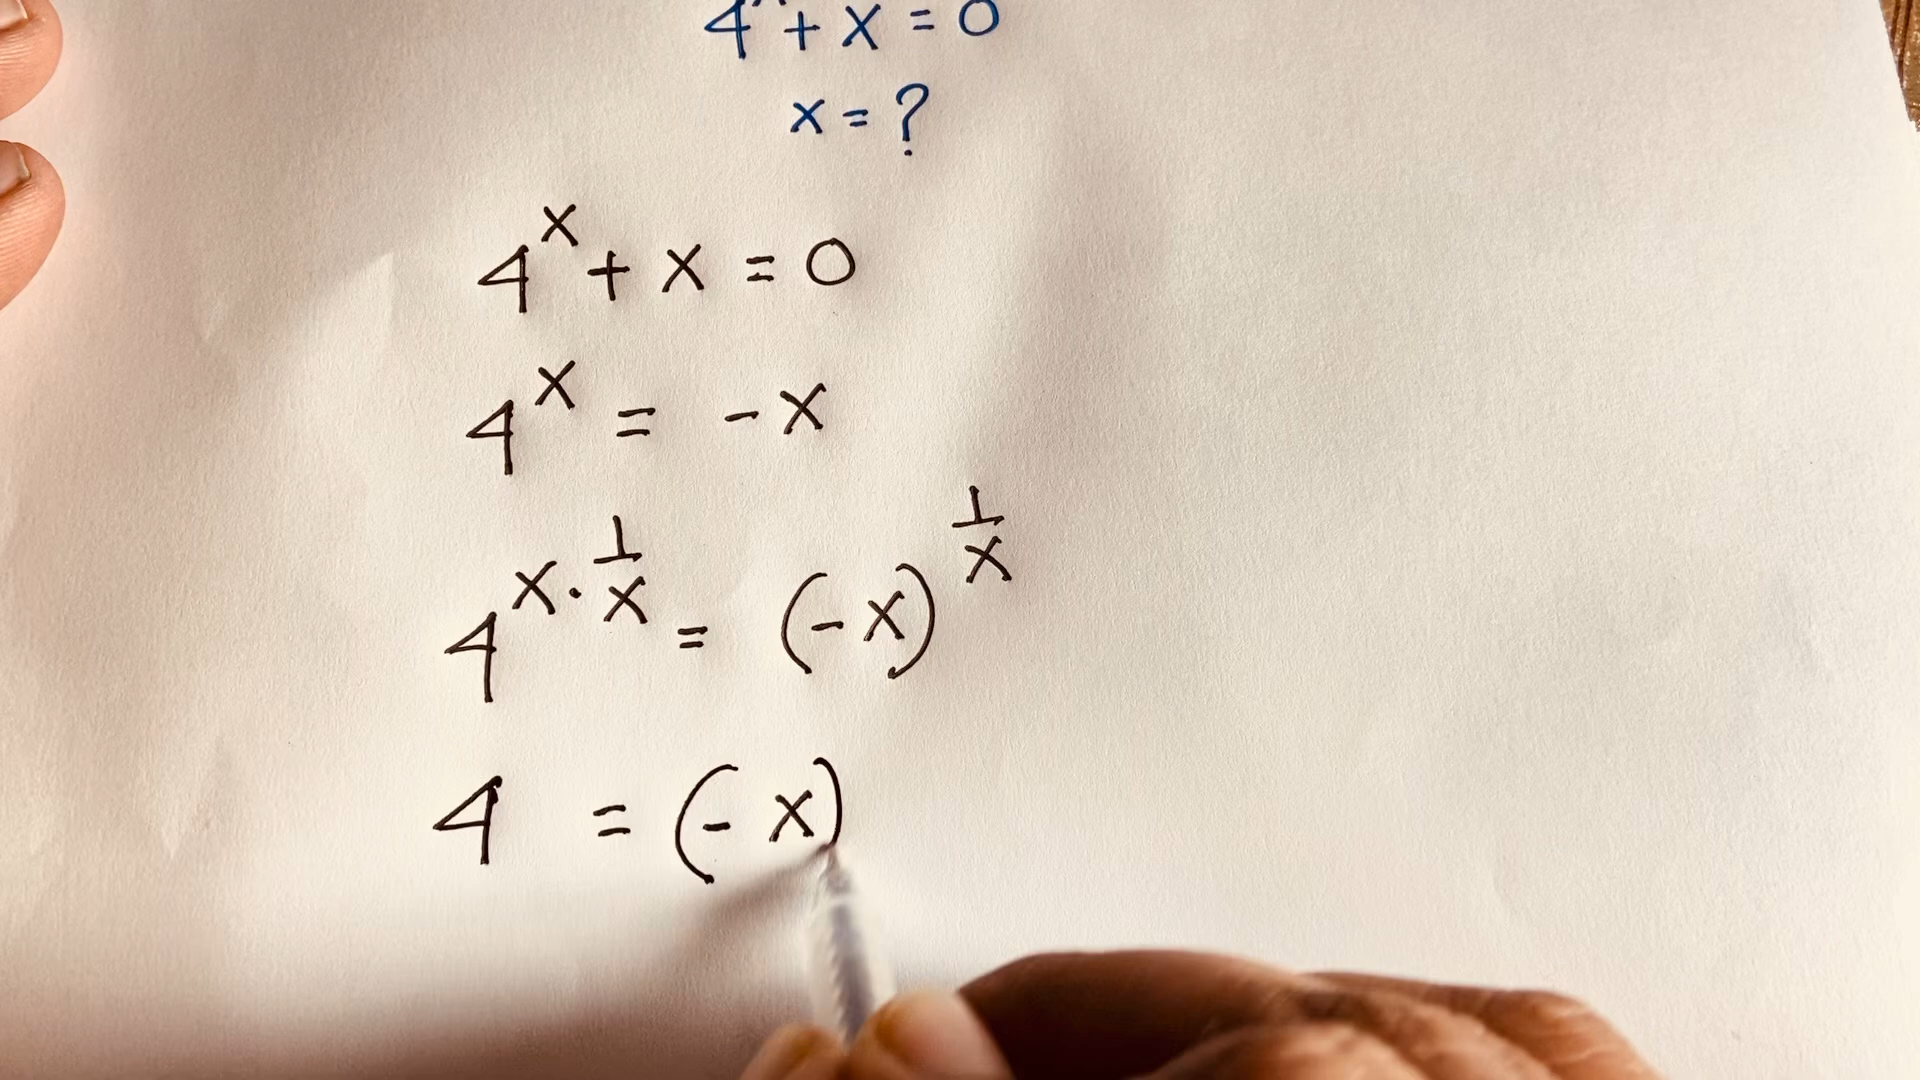 4^x + x = 0
x = ?
4^x + x = 0
4^x = -x
4^(x·1/x) = (-x)^(1/x)
4 = (-x)